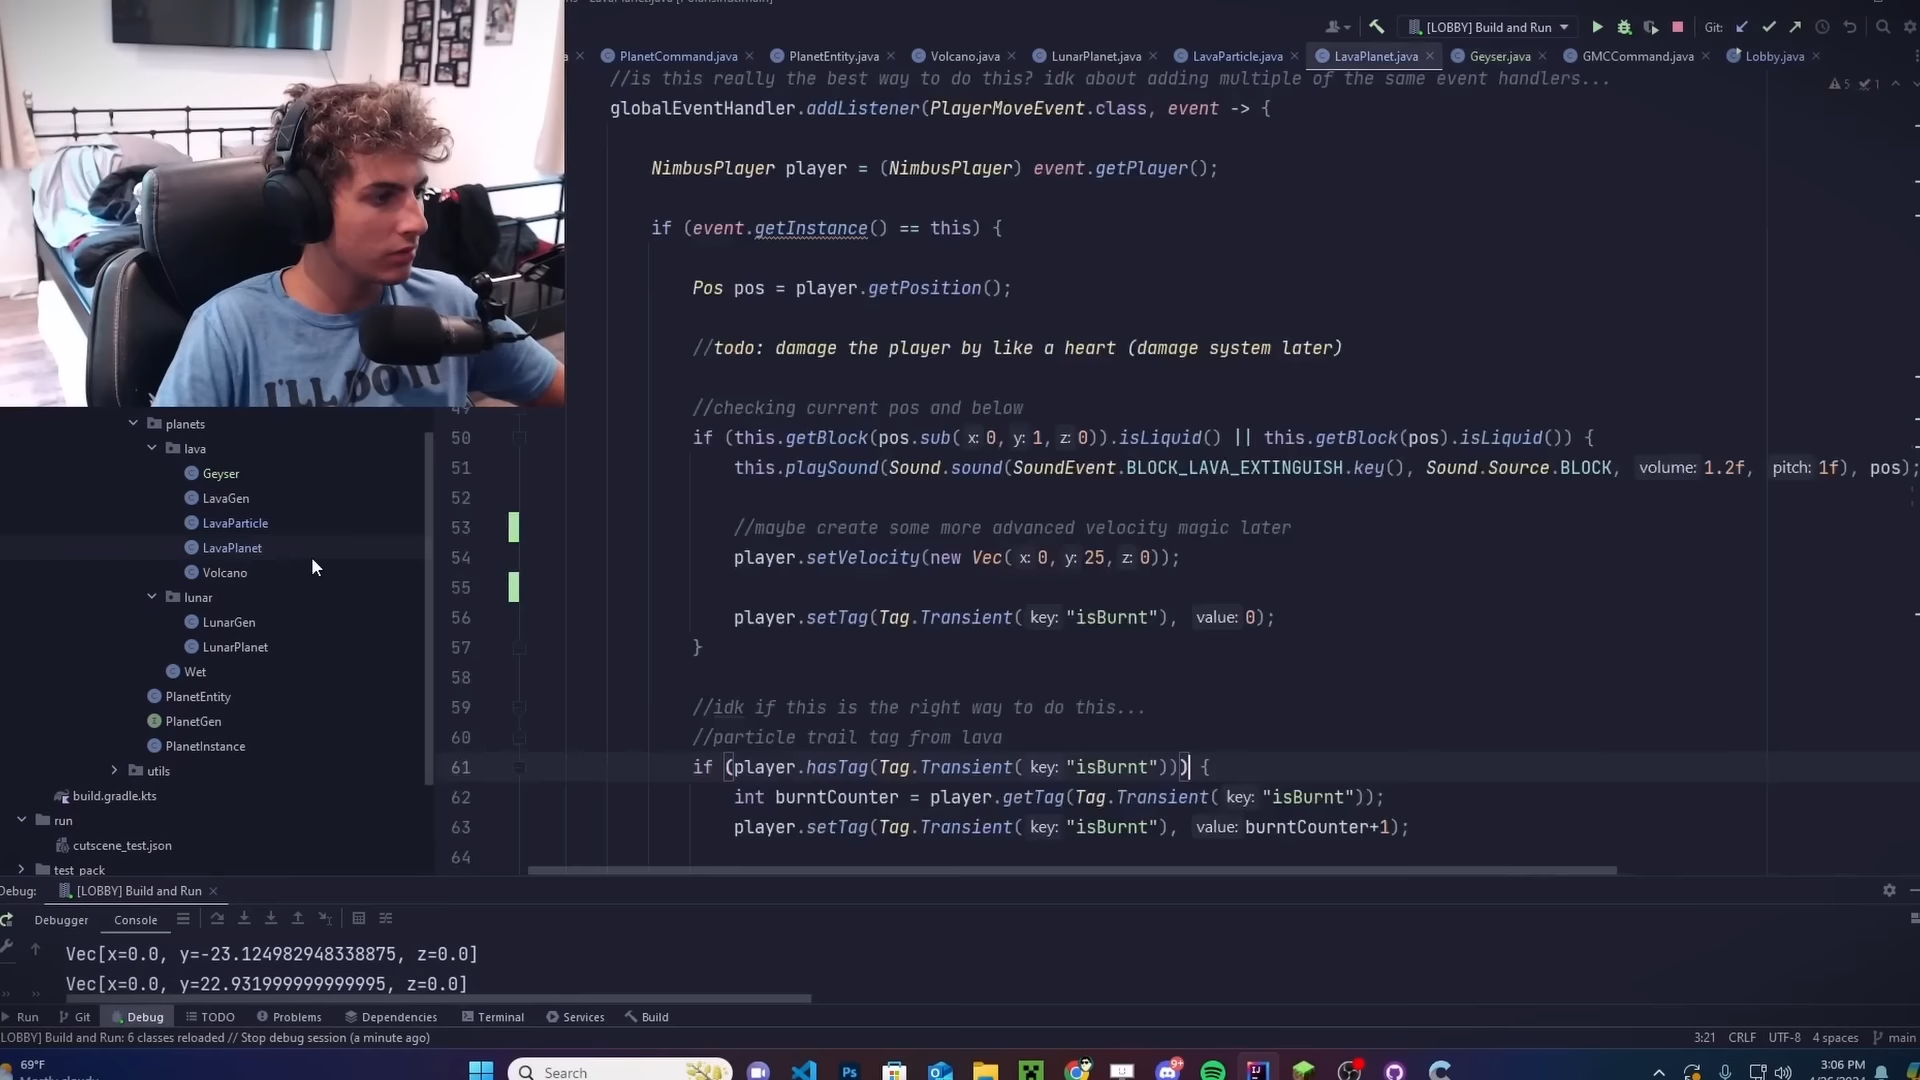 [LOBBY] Build and Run
Git:
PlanetCommand.java
PlanetEntity.java
Volcano.java
LunarPlanet.java
LavaParticle.java
LavaPlanet.java
Geyser.java
GMCCommand.java
Lobby.java
//is this really the best way to do this? idk about adding multiple of the same event handlers...
5 1
globalEventHandler.addListener(PlayerMoveEvent.class, event -> {
NimbusPlayer player = (NimbusPlayer) event.getPlayer();
if (event.getInstance() == this) {
Pos pos = player.getPosition();
//todo: damage the player by like a heart (damage system later)
I'LL DO IT
//checking current pos and below
50 if (this.getBlock(pos.sub( x: 0, y: 1, z: 0)).isLiquid() || this.getBlock(pos).isLiquid()) {
51 this.playSound(Sound.sound(SoundEvent.BLOCK_LAVA_EXTINGUISH.key(), Sound.Source.BLOCK, volume: 1.2f, pitch: 1f), pos);
52
53 //maybe create some more advanced velocity magic later
54 player.setVelocity(new Vec( x: 0, y: 25, z: 0));
55
56 player.setTag(Tag.Transient( key: "isBurnt"), value: 0);
57 }
58
59 //idk if this is the right way to do this...
60 //particle trail tag from lava
61 if (player.hasTag(Tag.Transient( key: "isBurnt"))) {
62 int burntCounter = player.getTag(Tag.Transient( key: "isBurnt"));
63 player.setTag(Tag.Transient( key: "isBurnt"), value: burntCounter+1);
64
planets
lava
Geyser
LavaGen
LavaParticle
LavaPlanet
Volcano
lunar
LunarGen
LunarPlanet
Wet
PlanetEntity
PlanetGen
PlanetInstance
utils
build.gradle.kts
run
cutscene_test.json
test_pack
Debug: [LOBBY] Build and Run
Debugger Console
Vec[x=0.0, y=-23.124982948338875, z=0.0]
Vec[x=0.0, y=22.931999999999995, z=0.0]
Run Git Debug TODO Problems Dependencies Terminal Services Build
[LOBBY] Build and Run: 6 classes reloaded // Stop debug session (a minute ago)
3:21 CRLF UTF-8 4 spaces main
69°F
Search
3:06 PM